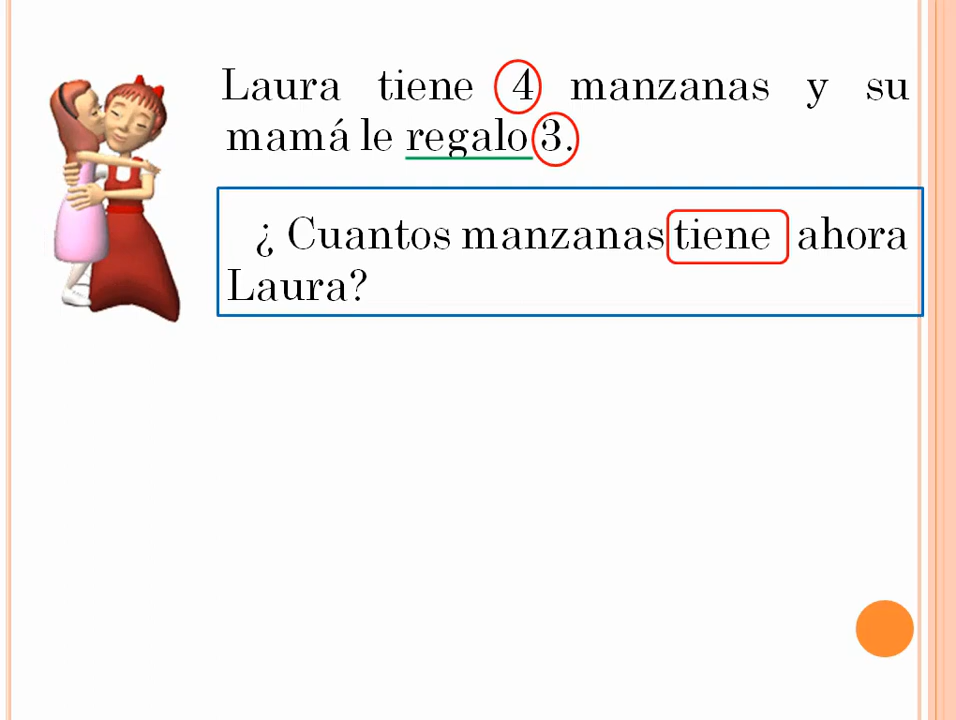 Laura tiene 4 manzanas y su
mamá le regalo 3.
¿ Cuantos manzanas tiene ahora
Laura?